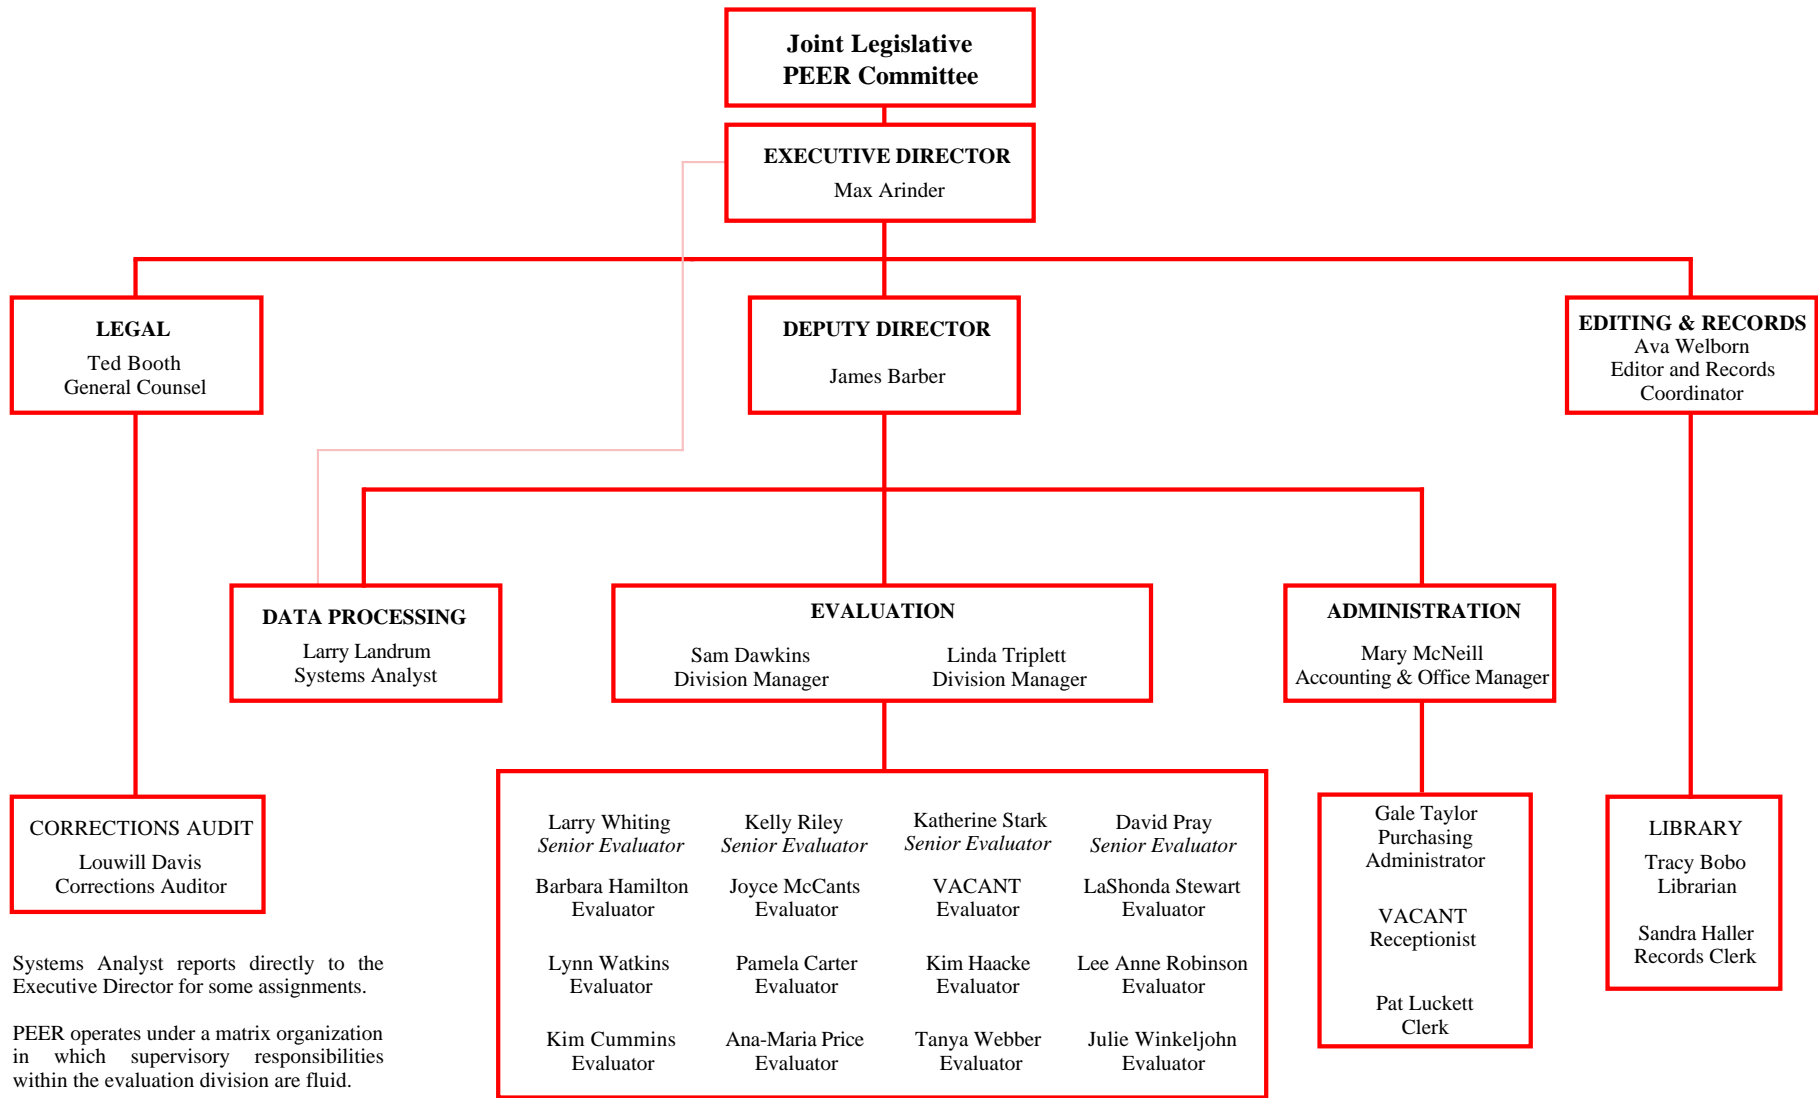 Joint Legislative
PEER Committee
EXECUTIVE DIRECTOR
Max Arinder
LEGAL
Ted Booth
General Counsel
DEPUTY DIRECTOR
James Barber
EDITING & RECORDS
Ava Welborn
Editor and Records
Coordinator
DATA PROCESSING
Larry Landrum
Systems Analyst
EVALUATION
Sam Dawkins
Division Manager
Linda Triplett
Division Manager
ADMINISTRATION
Mary McNeill
Accounting & Office Manager
CORRECTIONS AUDIT
Louwill Davis
Corrections Auditor
Larry Whiting
Senior Evaluator
Kelly Riley
Senior Evaluator
Katherine Stark
Senior Evaluator
David Pray
Senior Evaluator
Barbara Hamilton
Evaluator
Joyce McCants
Evaluator
VACANT
Evaluator
LaShonda Stewart
Evaluator
Lynn Watkins
Evaluator
Pamela Carter
Evaluator
Kim Haacke
Evaluator
Lee Anne Robinson
Evaluator
Kim Cummins
Evaluator
Ana-Maria Price
Evaluator
Tanya Webber
Evaluator
Julie Winkeljohn
Evaluator
Gale Taylor
Purchasing
Administrator
VACANT
Receptionist
Pat Luckett
Clerk
LIBRARY
Tracy Bobo
Librarian
Sandra Haller
Records Clerk
Systems Analyst reports directly to the
Executive Director for some assignments.
PEER operates under a matrix organization
in which supervisory responsibilities
within the evaluation division are fluid.